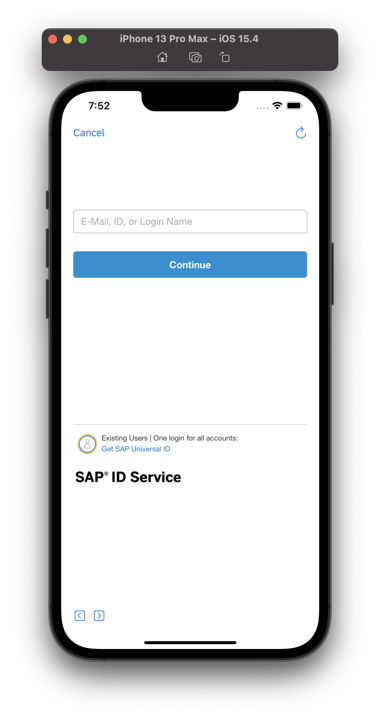 iPhone 13 Pro Max – iOS 15.4
7:52
Cancel
E-Mail, ID, or Login Name
Continue
Existing Users | One login for all accounts:
Get SAP Universal ID
SAP® ID Service